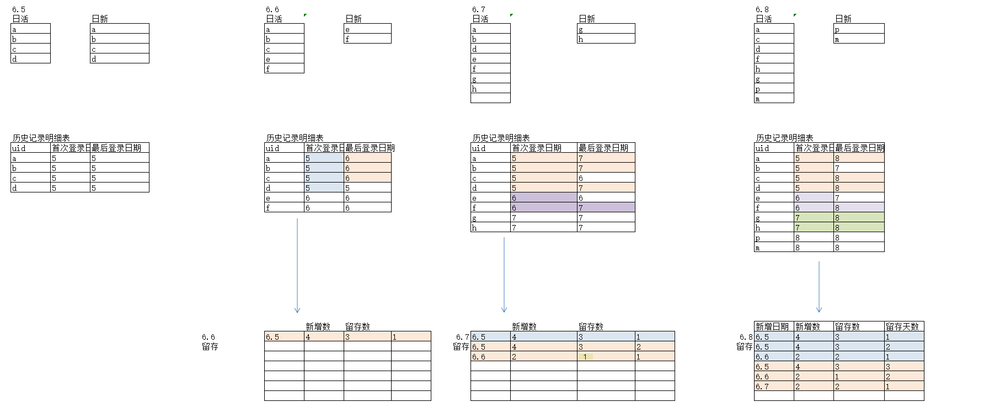 6.5
日活 日新
a a
b b
c c
d d
历史记录明细表
uid 首次登录日 最后登录日期
a 5 5
b 5 5
c 5 5
d 5 5
6.6
日活 日新
a e
b f
c
e
f
历史记录明细表
uid 首次登录日 最后登录日期
a 5 6
b 5 6
c 5 6
d 5 5
e 6 6
f 6 6
新增数 留存数
6.6
留存
6.5 4 3 1
6.7
日活 日新
a g
b h
d
e
f
g
h
历史记录明细表
uid 首次登录日期 最后登录日期
a 5 7
b 5 7
c 5 6
d 5 7
e 6 6
f 6 7
g 7 7
h 7 7
新增数 留存数
6.7
留存
6.5 4 3 1
6.5 4 3 2
6.6 2 1 1
6.8
日活 日新
a p
c m
d
f
h
g
p
m
历史记录明细表
uid 首次登录日 最后登录日期
a 5 8
b 5 7
c 5 8
d 5 8
e 6 7
f 6 8
g 7 8
h 7 8
p 8 8
m 8 8
新增日期 新增数 留存数 留存天数
6.8
留存
6.5 4 3 1
6.5 4 3 2
6.6 2 2 1
6.5 4 3 3
6.6 2 1 2
6.7 2 2 1